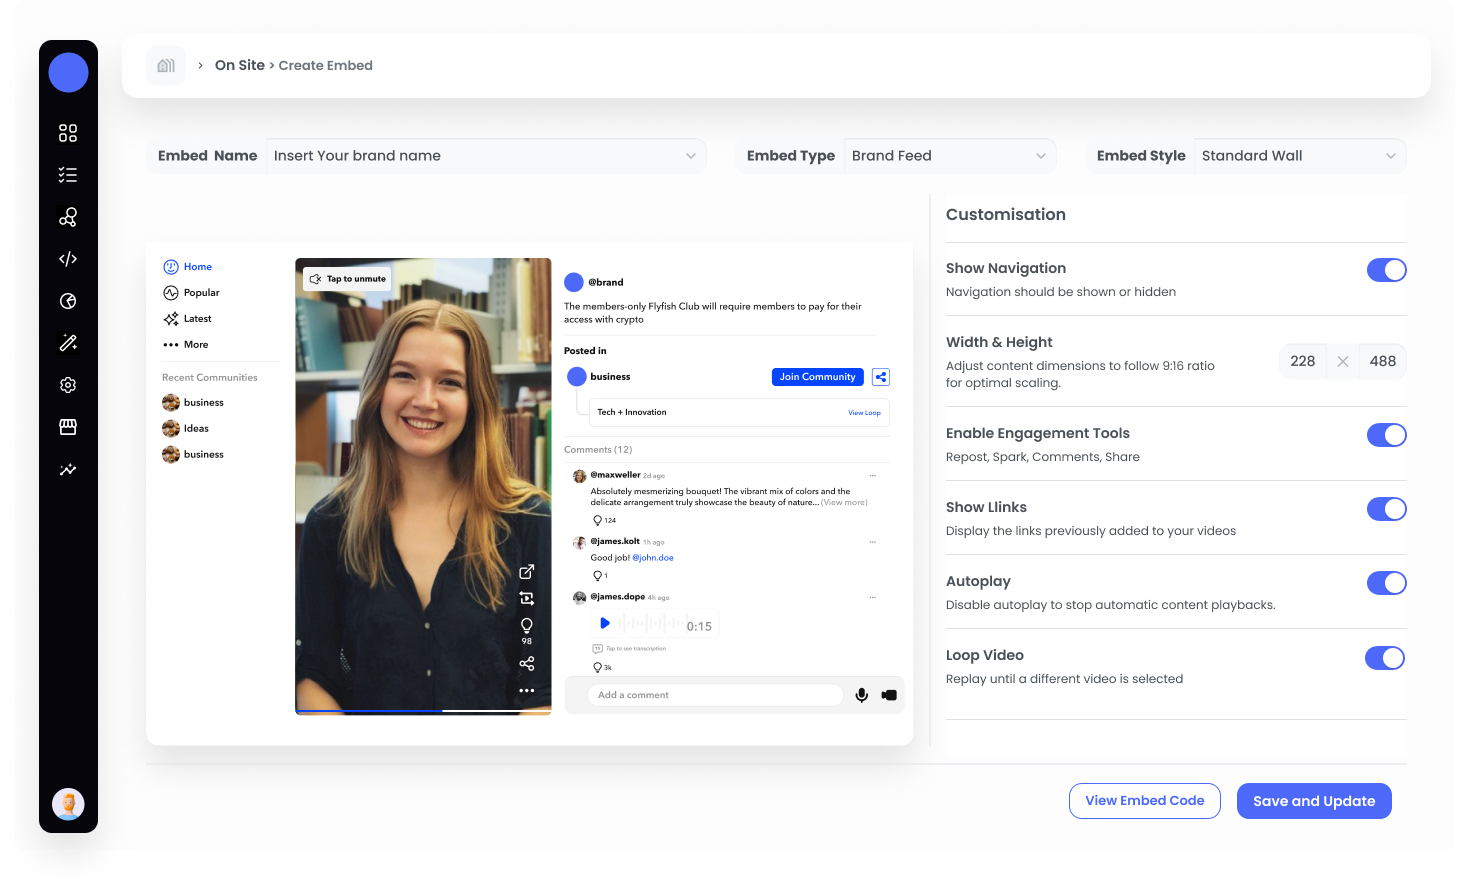 On Site > Create Embed
Embed Name Insert Your brand name
Embed Type Brand Feed
Embed Style Standard Wall
Home
Popular
Latest
More
Recent Communities
business
Ideas
business
Tap to unmute
98
@brand
The members-only Flyfish Club will require members to pay for their
access with crypto
Posted in
business
Join Community
Tech + Innovation
View Loop
Comments (12)
@maxweller 2d ago
Absolutely mesmerizing bouquet! The vibrant mix of colors and the
delicate arrangement truly showcase the beauty of nature... (View more)
124
@james.kolt 1h ago
Good job! @john.doe
1
@james.dope 4h ago
0:15
Tap to see transcription
3k
Add a comment
Customisation
Show Navigation
Navigation should be shown or hidden
Width & Height
Adjust content dimensions to follow 9:16 ratio
for optimal scaling.
228 × 488
Enable Engagement Tools
Repost, Spark, Comments, Share
Show Llinks
Display the links previously added to your videos
Autoplay
Disable autoplay to stop automatic content playbacks.
Loop Video
Replay until a different video is selected
View Embed Code
Save and Update